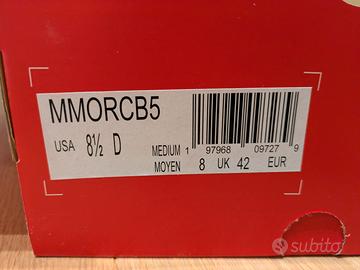 MMORCB5
USA 8½ D
MEDIUM 1 97968 09727 9
MOYEN 8 UK 42 EUR
subito